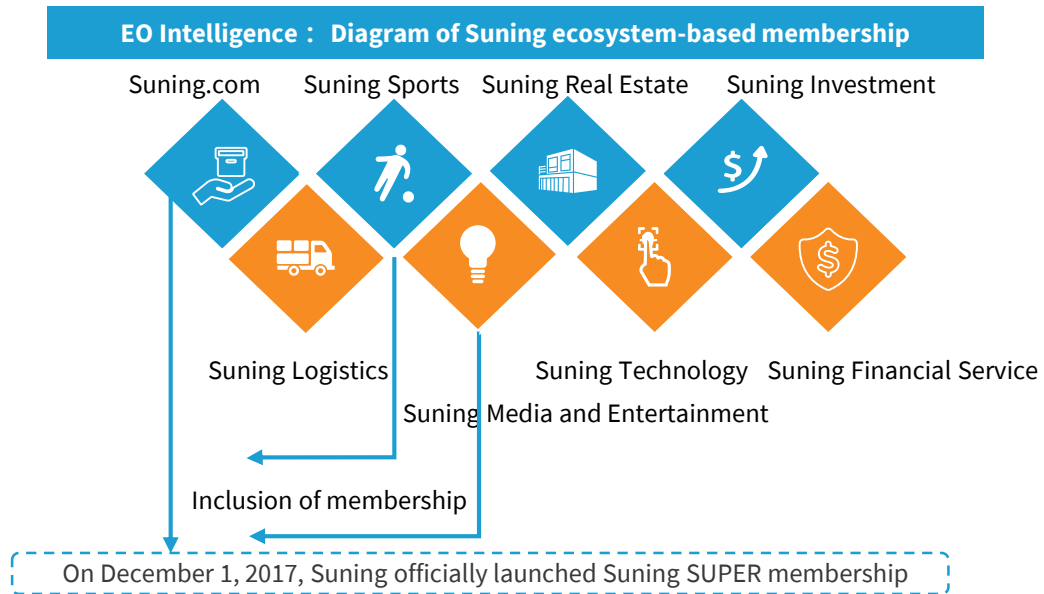 EO Intelligence： Diagram of Suning ecosystem-based membership
Suning.com Suning Sports Suning Real Estate Suning Investment
Suning Logistics Suning Technology Suning Financial Service
Suning Media and Entertainment
Inclusion of membership
On December 1, 2017, Suning officially launched Suning SUPER membership